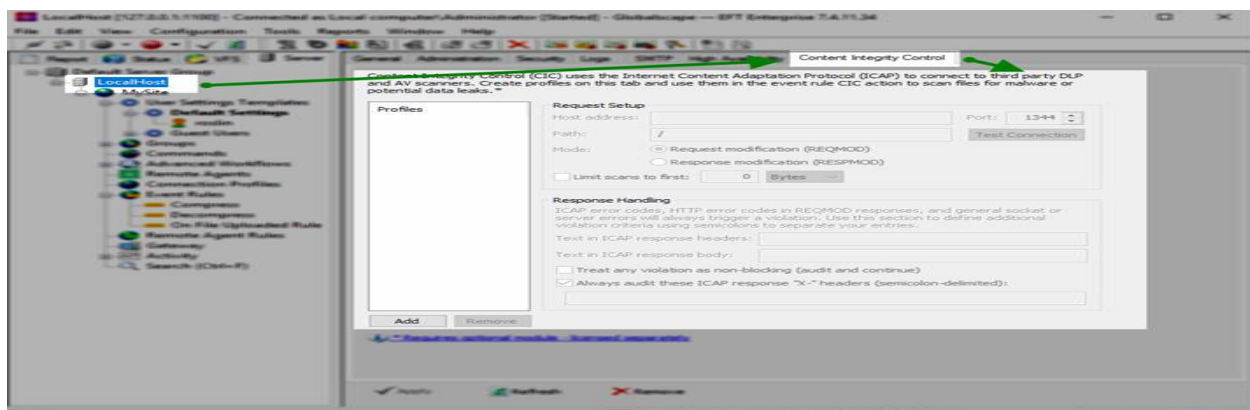 LocalHost [127.0.0.1:1100] - Connected as Local computer\Administrator [Started] - Globalscape — EFT Enterprise 7.4.11.34
File Edit View Configuration Tools Reports Window Help
Report Status VFS Server
General Administration Security Logs SMTP High Content Integrity Control
Default Server Group
LocalHost
MySite
User Settings Templates
Default Settings
Guest Users
Groups
Commands
Advanced Workflows
Remote Agents
Connection Profiles
Event Rules
Compress
Decompress
On File Uploaded Rule
Remote Agent Rules
Gateway
Activity
Search (Ctrl+F)
Content Integrity Control (CIC) uses the Internet Content Adaptation Protocol (ICAP) to connect to third party DLP
and AV scanners. Create profiles on this tab and use them in the event rule CIC action to scan files for malware or
potential data leaks. *
Profiles
Add Remove
Request Setup
Host address: Port: 1344
Path: / Test Connection
Mode: Request modification (REQMOD)
Response modification (RESPMOD)
Limit scans to first: 0 Bytes
Response Handling
ICAP error codes, HTTP error codes in REQMOD responses, and general socket or
server errors will always trigger a violation. Use this section to define additional
violation criteria using semicolons to separate your entries.
Text in ICAP response headers:
Text in ICAP response body:
Treat any violation as non-blocking (audit and continue)
Always audit these ICAP response "X-" headers (semicolon-delimited):
* Requires optional module - licensed separately
Apply Refresh Remove